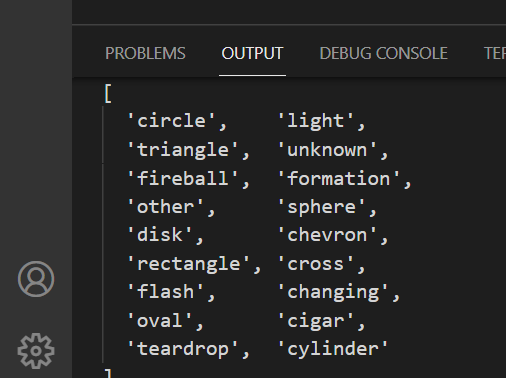 PROBLEMS OUTPUT DEBUG CONSOLE
[
'circle', 'light',
'triangle', 'unknown',
'fireball', 'formation',
'other', 'sphere',
'disk', 'chevron',
'rectangle', 'cross',
'flash', 'changing',
'oval', 'cigar',
'teardrop', 'cylinder'
]